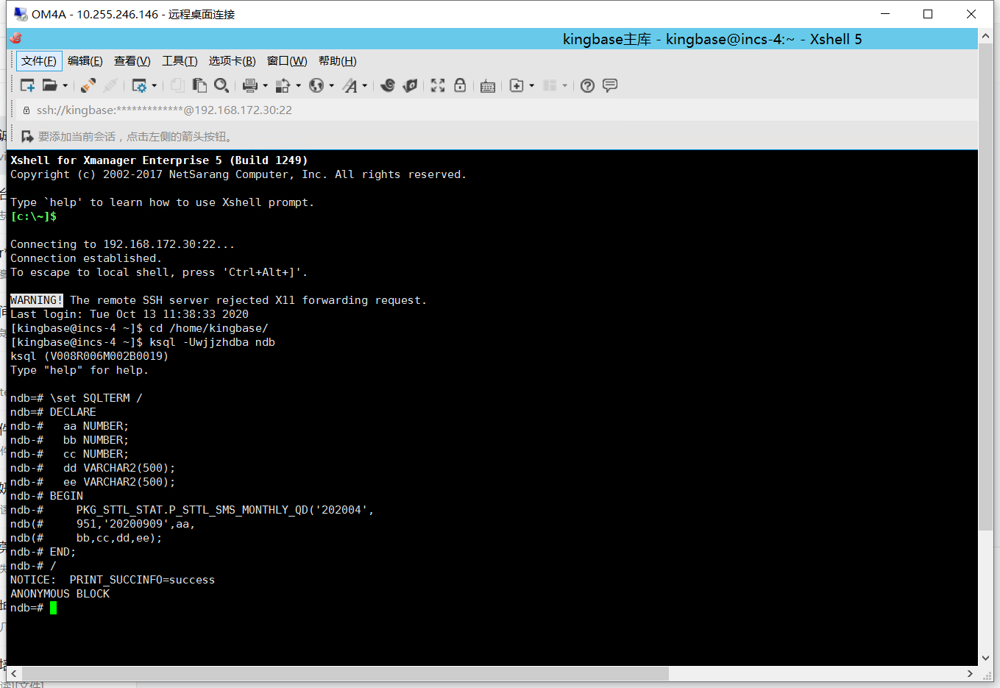 OM4A - 10.255.246.146 - 远程桌面连接
kingbase主库 - kingbase@incs-4:~ - Xshell 5
文件(F) 编辑(E) 查看(V) 工具(T) 选项卡(B) 窗口(W) 帮助(H)
ssh://kingbase:*************@192.168.172.30:22
要添加当前会话，点击左侧的箭头按钮。
Xshell for Xmanager Enterprise 5 (Build 1249)
Copyright (c) 2002-2017 NetSarang Computer, Inc. All rights reserved.
Type `help' to learn how to use Xshell prompt.
[c:\~]$
Connecting to 192.168.172.30:22...
Connection established.
To escape to local shell, press 'Ctrl+Alt+]'.
WARNING! The remote SSH server rejected X11 forwarding request.
Last login: Tue Oct 13 11:38:33 2020
[kingbase@incs-4 ~]$ cd /home/kingbase/
[kingbase@incs-4 ~]$ ksql -Uwjjzhdba ndb
ksql (V008R006M002B0019)
Type "help" for help.
ndb=# \set SQLTERM /
ndb=# DECLARE
ndb-#   aa NUMBER;
ndb-#   bb NUMBER;
ndb-#   cc NUMBER;
ndb-#   dd VARCHAR2(500);
ndb-#   ee VARCHAR2(500);
ndb-# BEGIN
ndb-#     PKG_STTL_STAT.P_STTL_SMS_MONTHLY_QD('202004',
ndb(#     951,'20200909',aa,
ndb(#     bb,cc,dd,ee);
ndb-# END;
ndb-# /
NOTICE:  PRINT_SUCCINFO=success
ANONYMOUS BLOCK
ndb=#